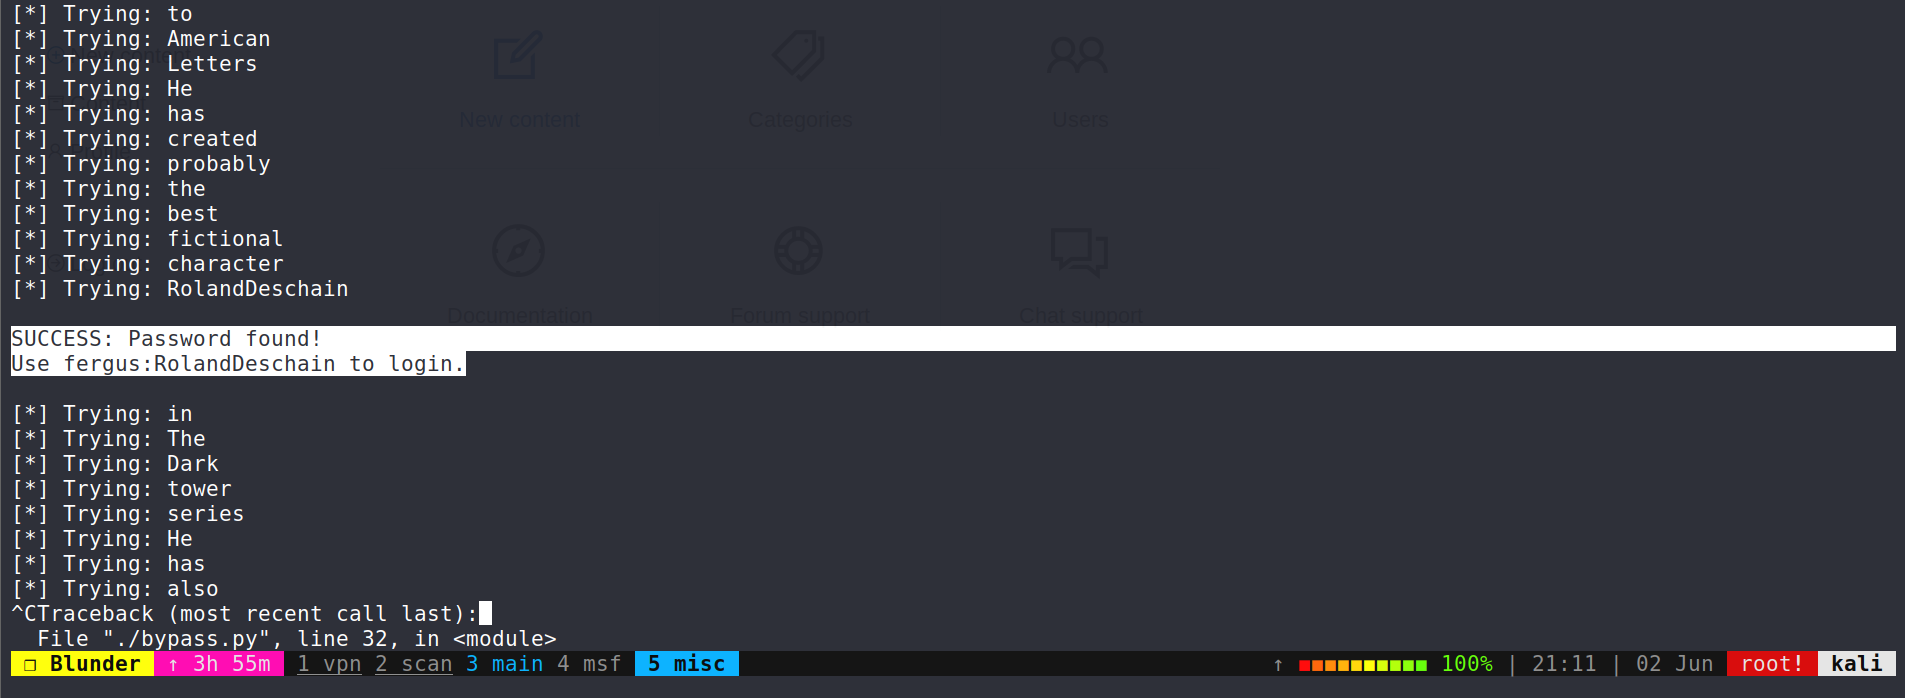 [*] Trying: to
[*] Trying: American
[*] Trying: Letters
[*] Trying: He
[*] Trying: has
[*] Trying: created
[*] Trying: probably
[*] Trying: the
[*] Trying: best
[*] Trying: fictional
[*] Trying: character
[*] Trying: RolandDeschain
New content
Categories
Users
Documentation
Forum support
Chat support
SUCCESS: Password found!
Use fergus:RolandDeschain to login.
[*] Trying: in
[*] Trying: The
[*] Trying: Dark
[*] Trying: tower
[*] Trying: series
[*] Trying: He
[*] Trying: has
[*] Trying: also
^CTraceback (most recent call last):
  File "./bypass.py", line 32, in <module>
❐ Blunder ↑ 3h 55m 1 vpn 2 scan 3 main 4 msf 5 misc ↑ 100% | 21:11 | 02 Jun root! kali